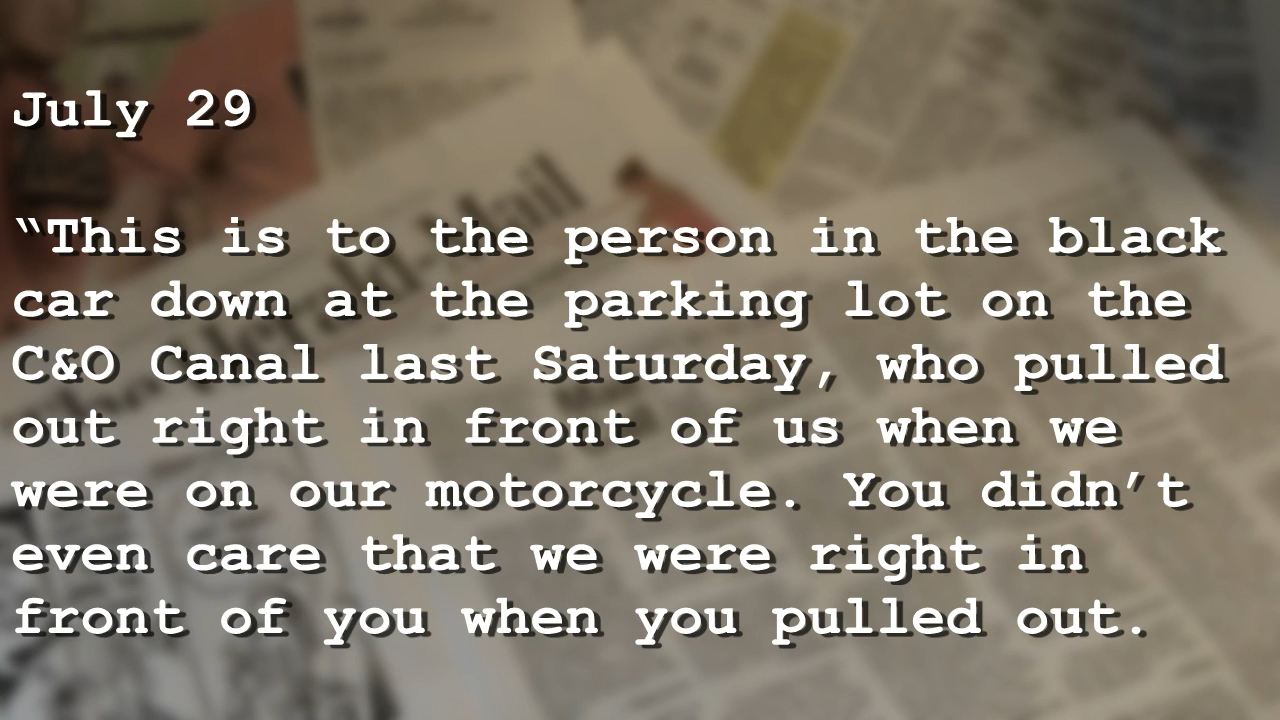 July 29
“This is to the person in the black
car down at the parking lot on the
C&O Canal last Saturday, who pulled
out right in front of us when we
were on our motorcycle. You didn’t
even care that we were right in
front of you when you pulled out.